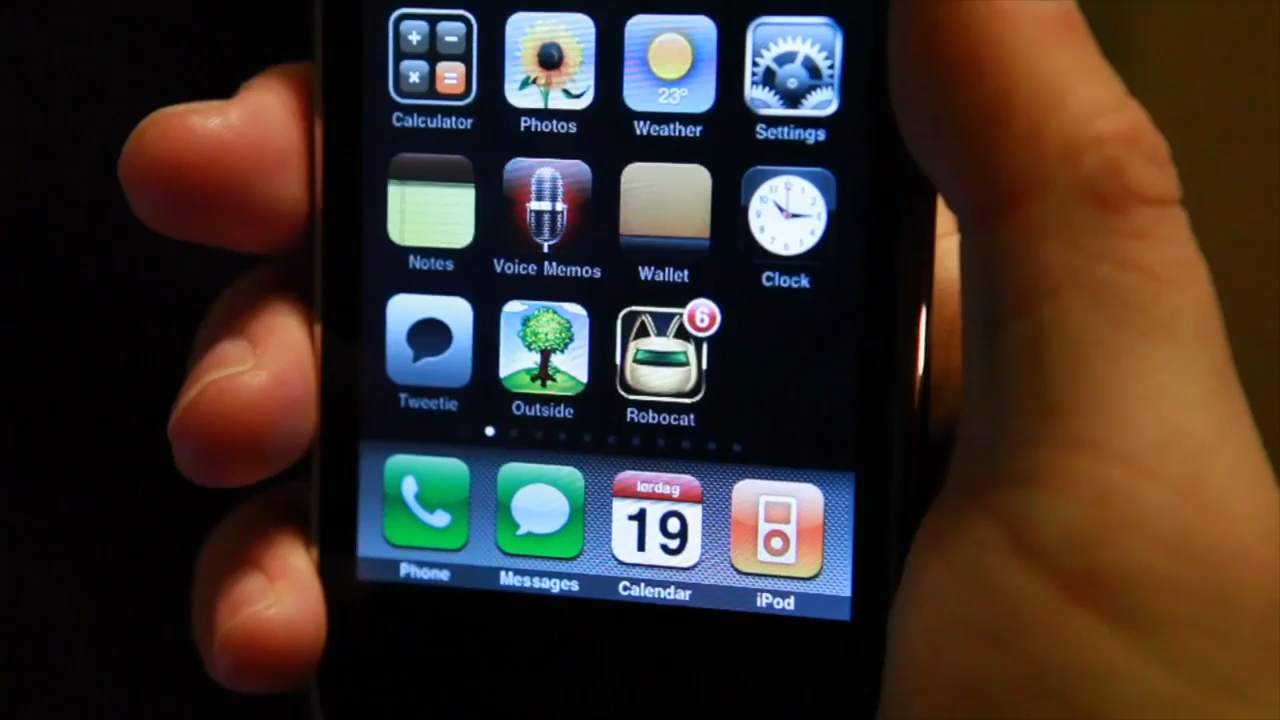 Calculator Photos Weather Settings
23°
Notes Voice Memos Wallet Clock
6
Tweetie Outside Robocat
lørdag
19
Phone Messages Calendar iPod